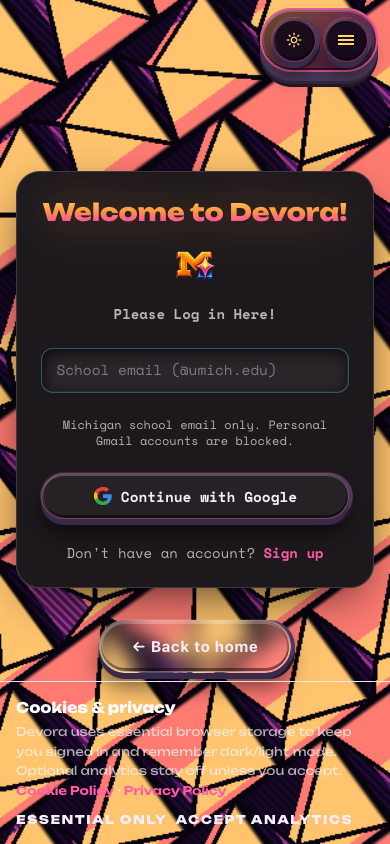 Welcome to Devora!
M
Please Log in Here!
School email (@umich.edu)
Michigan school email only. Personal
Gmail accounts are blocked.
Continue with Google
Don't have an account? Sign up
← Back to home
Cookies & privacy
Devora uses essential browser storage to keep
you signed in and remember dark/light mode.
Optional analytics stay off unless you accept.
Cookie Policy · Privacy Policy
ESSENTIAL ONLY ACCEPT ANALYTICS